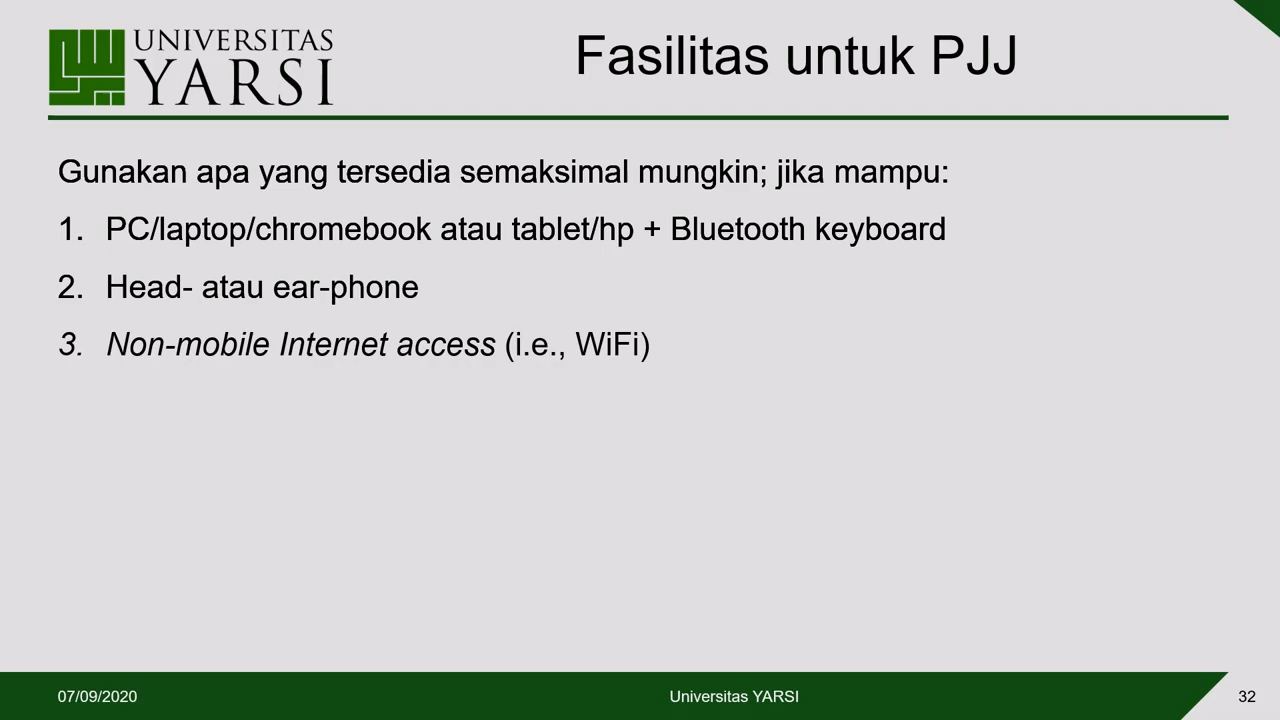 UNIVERSITAS
YARSI
Fasilitas untuk PJJ
Gunakan apa yang tersedia semaksimal mungkin; jika mampu:
1. PC/laptop/chromebook atau tablet/hp + Bluetooth keyboard
2. Head- atau ear-phone
3. Non-mobile Internet access (i.e., WiFi)
07/09/2020
Universitas YARSI
32